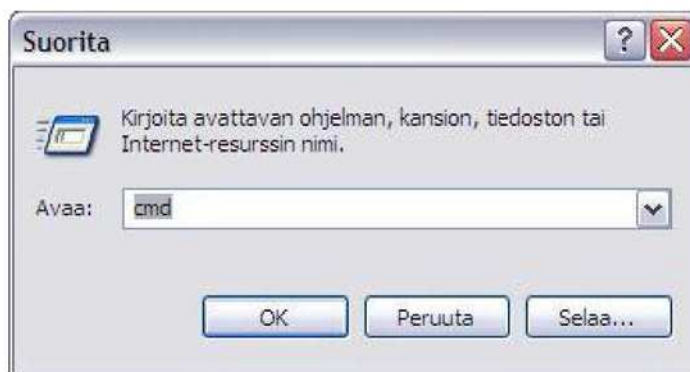 Suorita
Kirjoita avattavan ohjelman, kansion, tiedoston tai
Internet-resurssin nimi.
Avaa: cmd
OK Peruuta Selaa...